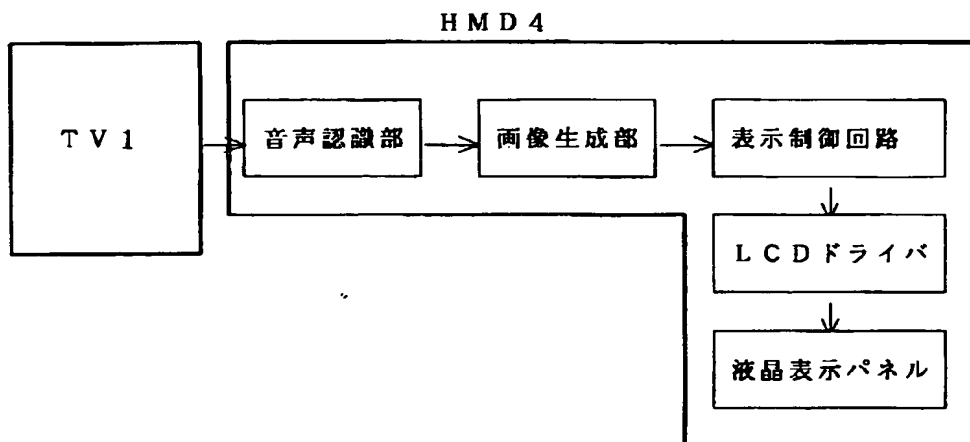 ＨＭＤ４
ＴＶ１
音声認識部
画像生成部
表示制御回路
ＬＣＤドライバ
液晶表示パネル